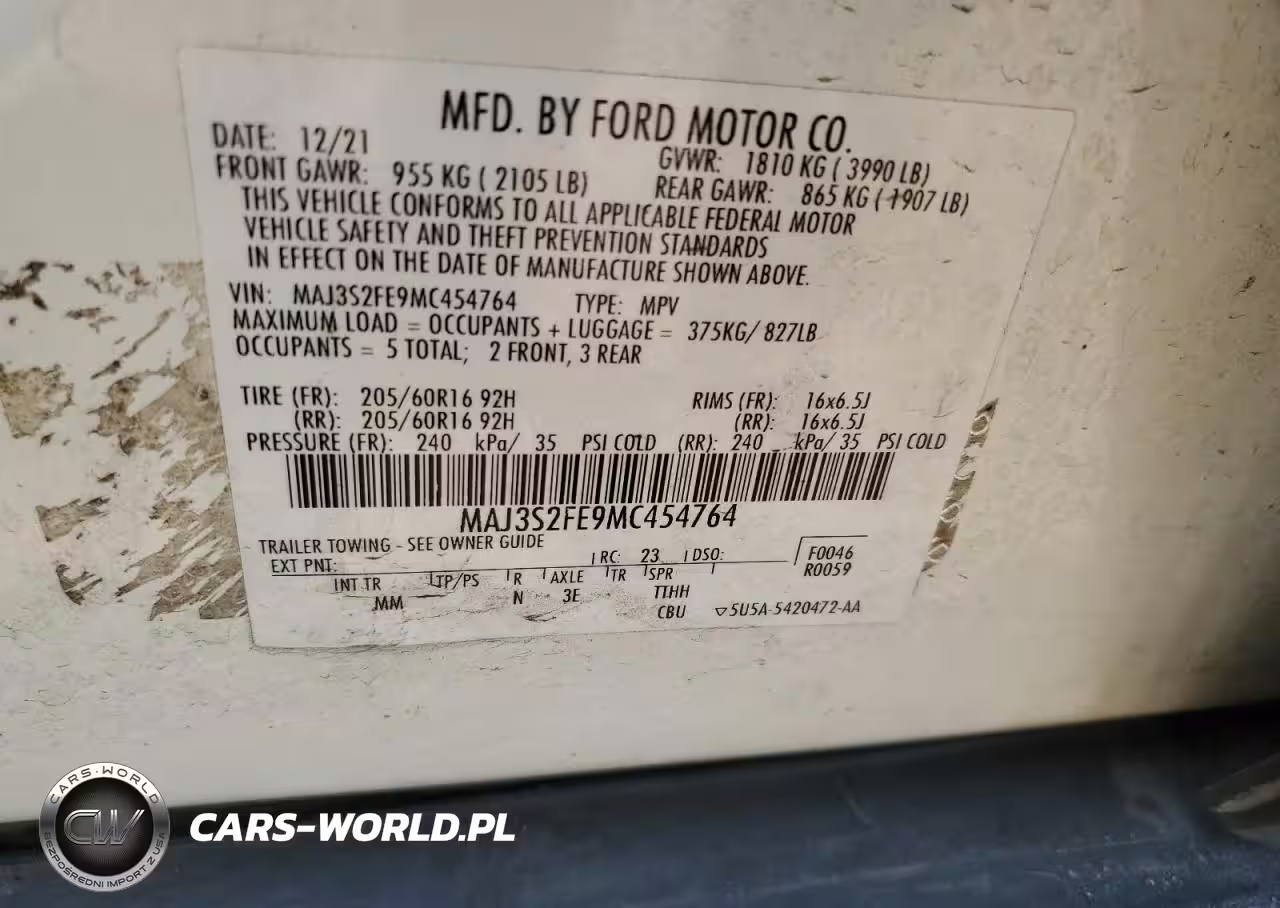 MFD. BY FORD MOTOR CO.
DATE: 12/21 GVWR: 1810 KG ( 3990 LB)
FRONT GAWR: 955 KG ( 2105 LB) REAR GAWR: 865 KG ( 1907 LB)
THIS VEHICLE CONFORMS TO ALL APPLICABLE FEDERAL MOTOR
VEHICLE SAFETY AND THEFT PREVENTION STANDARDS
IN EFFECT ON THE DATE OF MANUFACTURE SHOWN ABOVE.
VIN: MAJ3S2FE9MC454764 TYPE: MPV
MAXIMUM LOAD = OCCUPANTS + LUGGAGE = 375KG/ 827LB
OCCUPANTS = 5 TOTAL; 2 FRONT, 3 REAR
TIRE (FR): 205/60R16 92H RIMS (FR): 16x6.5J
(RR): 205/60R16 92H (RR): 16x6.5J
PRESSURE (FR): 240 kPa/ 35 PSI COLD (RR): 240 kPa/ 35 PSI COLD
MAJ3S2FE9MC454764
TRAILER TOWING - SEE OWNER GUIDE
EXT PNT: RC: 23 DSO: F0046
R0059
INT TR TP/PS R AXLE TR SPR
MM N 3E TTHH
CBU ▽5U5A-5420472-AA
CARS-WORLD
CW
BEZPOŚREDNI IMPORT Z USA
CARS-WORLD.PL